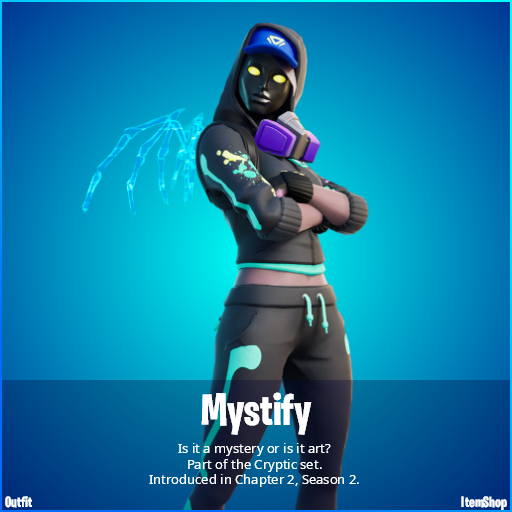 Mystify
Is it a mystery or is it art?
Part of the Cryptic set.
Introduced in Chapter 2, Season 2.
Outfit
ItemShop